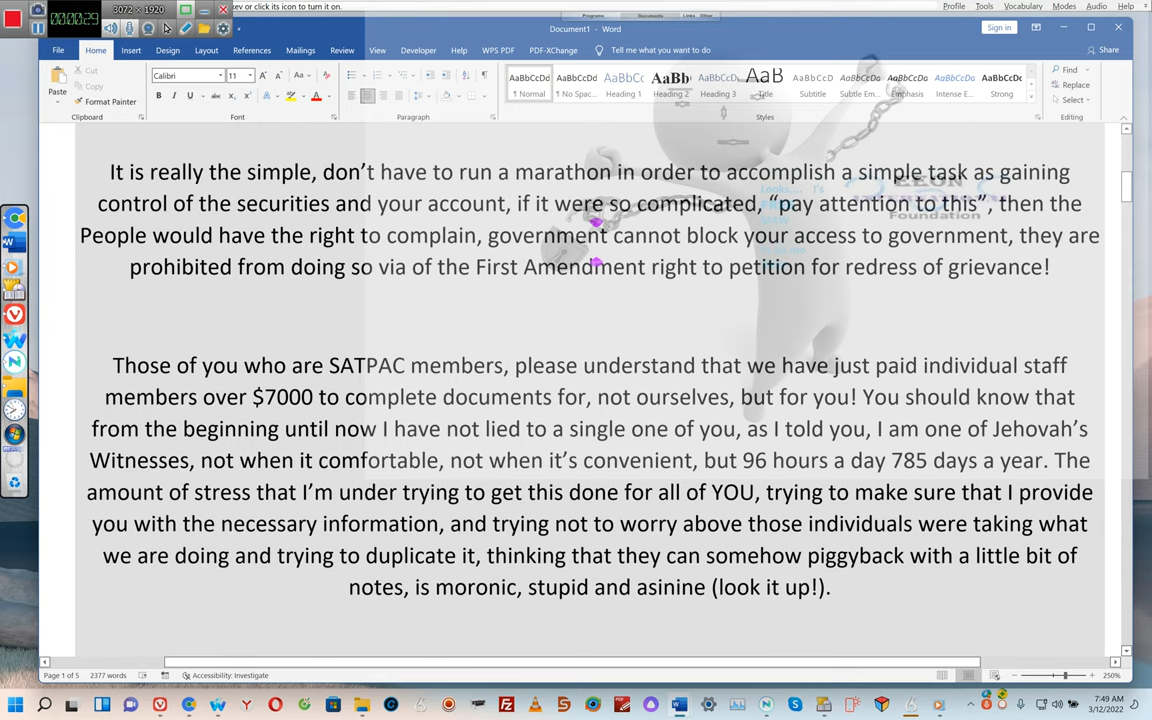 3072 × 1920
00:00:29
key or click its icon to turn it on.
Profile Tools Vocabulary Modes Audio Help
Programs Documents Links Other
Document1 - Word
Sign in
File Home Insert Design Layout References Mailings Review View Developer Help WPS PDF PDF-XChange Tell me what you want to do
Share
Paste
Cut
Copy
Format Painter
Calibri 11
AaBbCcDd AaBbCcDd AaBbCc AaBb AaBbCcD AaB AaBbCcD AaBbCcDd AaBbCcDd AaBbCcDd AaBbCcDc
¶ Normal ¶ No Spac... Heading 1 Heading 2 Heading 3 Title Subtitle Subtle Em... Emphasis Intense E... Strong
Find
Replace
Select
Clipboard Font Paragraph Styles Editing
It is really the simple, don't have to run a marathon in order to accomplish a simple task as gaining
control of the securities and your account, if it were so complicated, "pay attention to this", then the
People would have the right to complain, government cannot block your access to government, they are
prohibited from doing so via of the First Amendment right to petition for redress of grievance!
Foundation
Those of you who are SATPAC members, please understand that we have just paid individual staff
members over $7000 to complete documents for, not ourselves, but for you! You should know that
from the beginning until now I have not lied to a single one of you, as I told you, I am one of Jehovah's
Witnesses, not when it comfortable, not when it's convenient, but 96 hours a day 785 days a year. The
amount of stress that I'm under trying to get this done for all of YOU, trying to make sure that I provide
you with the necessary information, and trying not to worry above those individuals were taking what
we are doing and trying to duplicate it, thinking that they can somehow piggyback with a little bit of
notes, is moronic, stupid and asinine (look it up!).
Page 1 of 5 2377 words Accessibility: Investigate
250%
7:49 AM
3/12/2022